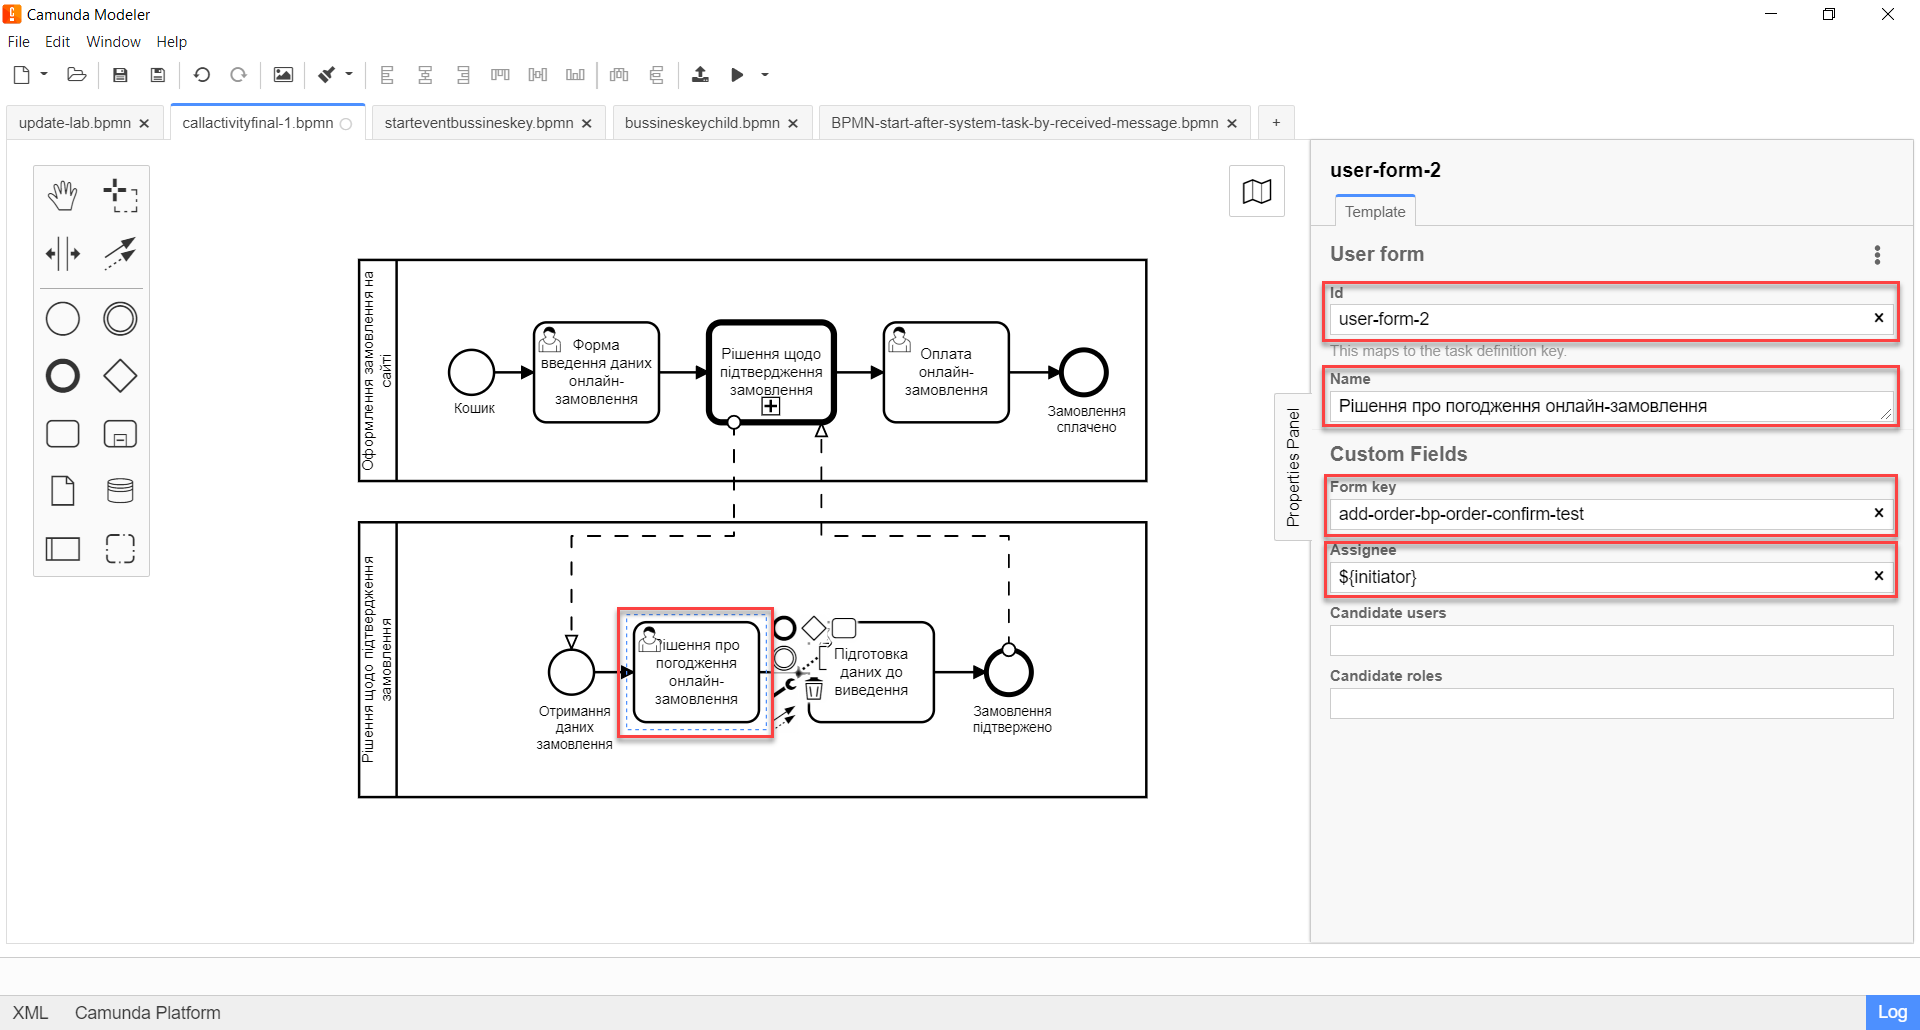 Camunda Modeler
File Edit Window Help
update-lab.bpmn
callactivityfinal-1.bpmn
starteventbussineskey.bpmn
bussineskeychild.bpmn
BPMN-start-after-system-task-by-received-message.bpmn
+
Оформлення замовлення на
сайті
Кошик
Форма
введення даних
онлайн-
замовлення
Рішення щодо
підтвердження
замовлення
Оплата
онлайн-
замовлення
Замовлення
сплачено
Рішення щодо підтвердження
замовлення
Отримання
даних
замовлення
Рішення про
погодження
онлайн-
замовлення
Підготовка
даних до
виведення
Замовлення
підтвержено
Properties Panel
user-form-2
Template
User form
Id
user-form-2
This maps to the task definition key.
Name
Рішення про погодження онлайн-замовлення
Custom Fields
Form key
add-order-bp-order-confirm-test
Assignee
${initiator}
Candidate users
Candidate roles
XML Camunda Platform
Log